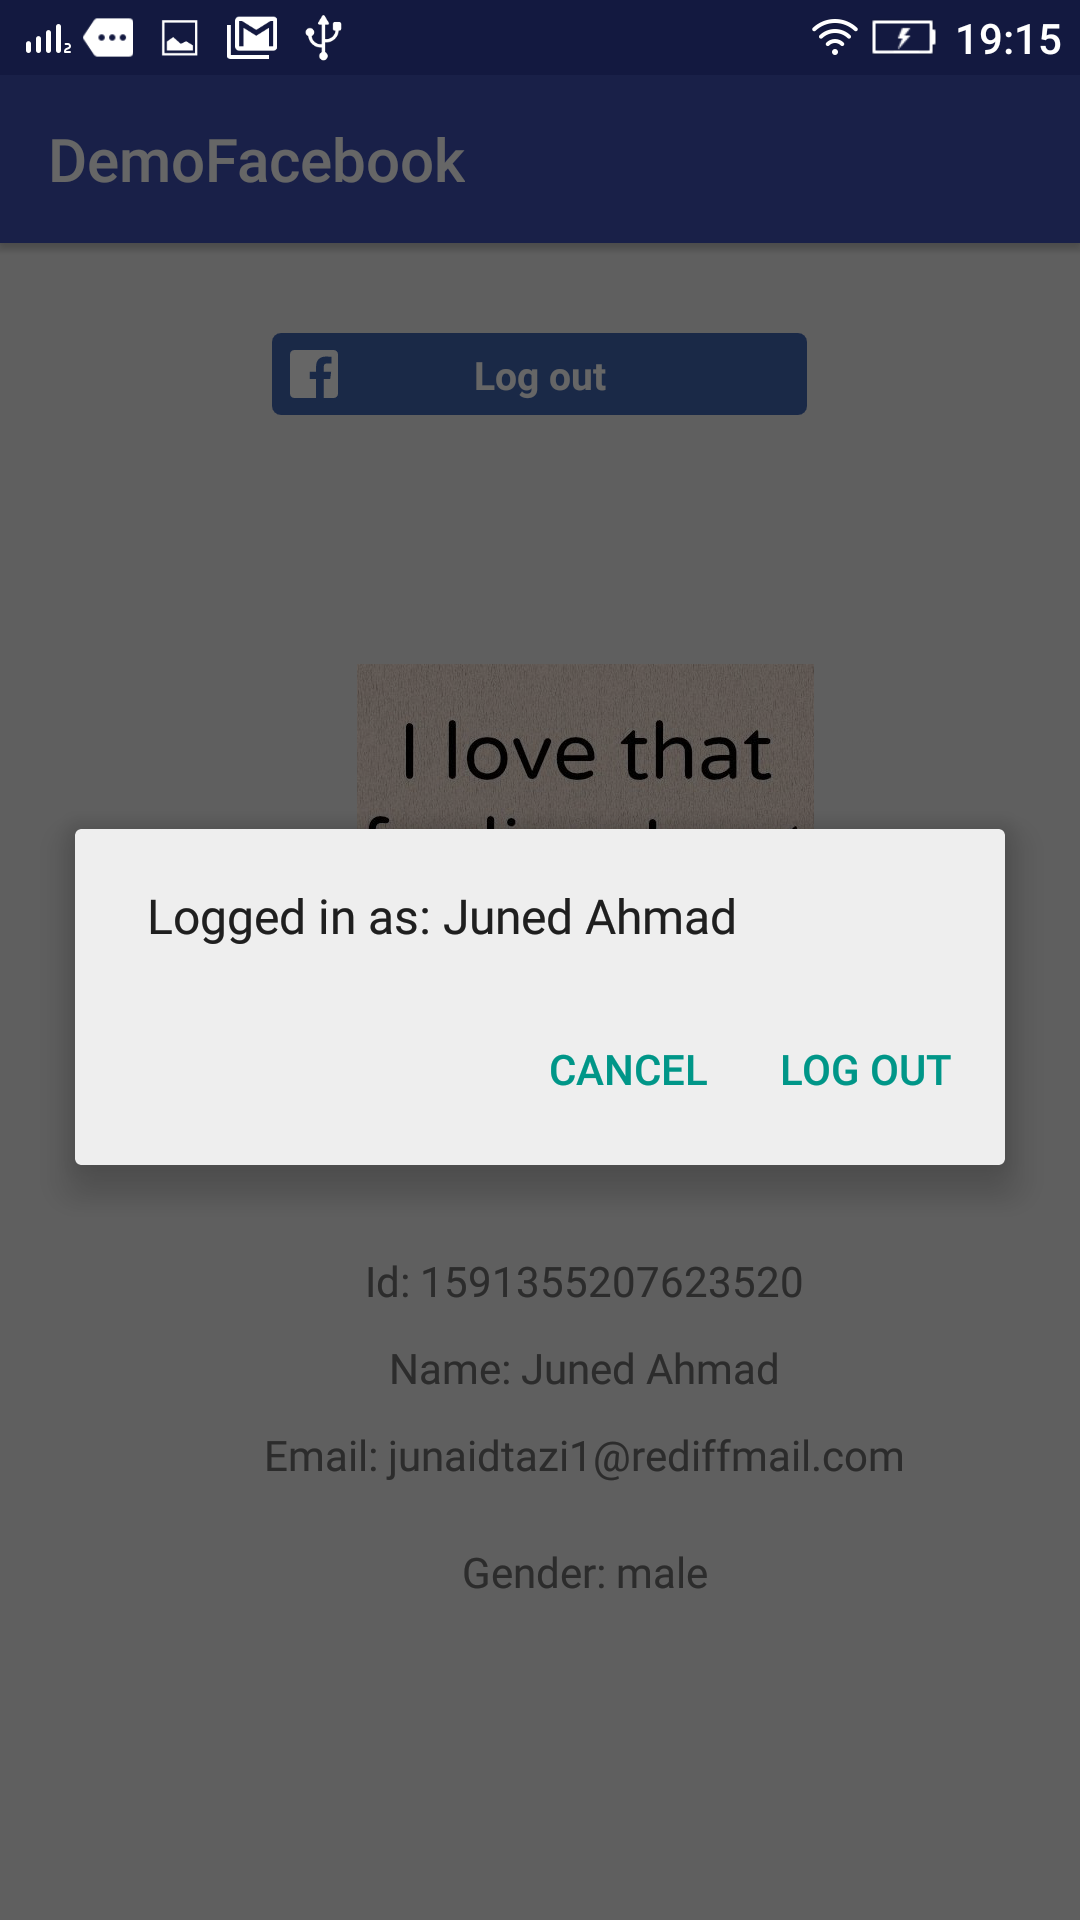 2 19:15
DemoFacebook
Log out
I love that
Logged in as: Juned Ahmad
CANCEL LOG OUT
Id: 1591355207623520
Name: Juned Ahmad
Email: junaidtazi1@rediffmail.com
Gender: male